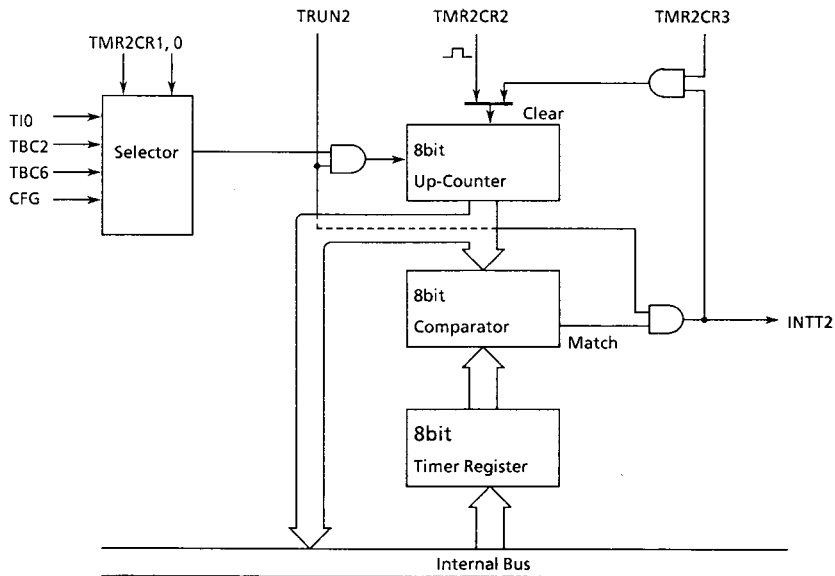 TRUN2
TMR2CR2
TMR2CR3
TMR2CR1, 0
TI0
TBC2
TBC6
CFG
Selector
Clear
8bit
Up-Counter
8bit
Comparator
Match
INTT2
8bit
Timer Register
Internal Bus